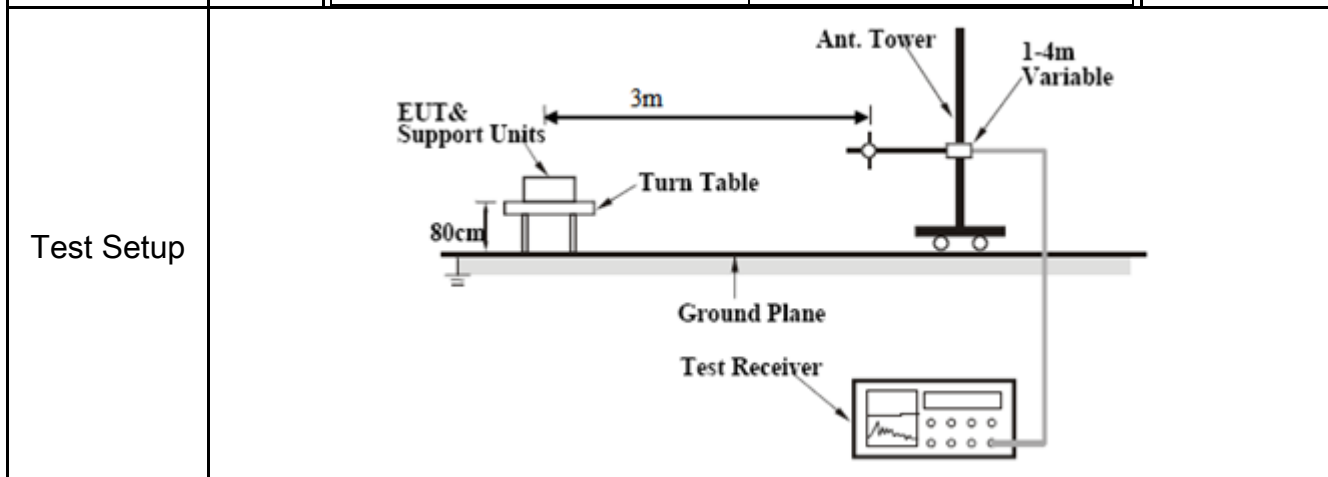 Test Setup
Ant. Tower
1-4m
Variable
3m
EUT&
Support Units
Turn Table
80cm
Ground Plane
Test Receiver